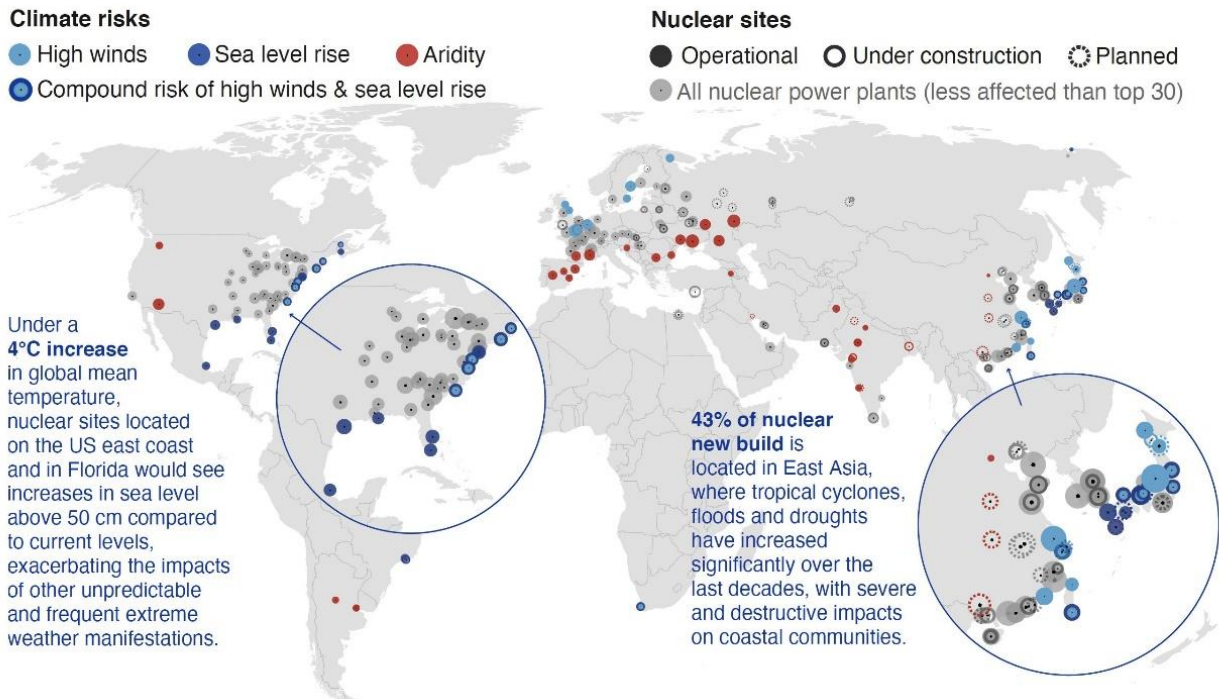 Climate risks
High winds
Sea level rise
Aridity
Compound risk of high winds & sea level rise
Nuclear sites
Operational
Under construction
Planned
All nuclear power plants (less affected than top 30)
Under a
4°C increase
in global mean
temperature,
nuclear sites located
on the US east coast
and in Florida would see
increases in sea level
above 50 cm compared
to current levels,
exacerbating the impacts
of other unpredictable
and frequent extreme
weather manifestations.
43% of nuclear
new build is
located in East Asia,
where tropical cyclones,
floods and droughts
have increased
significantly over the
last decades, with severe
and destructive impacts
on coastal communities.